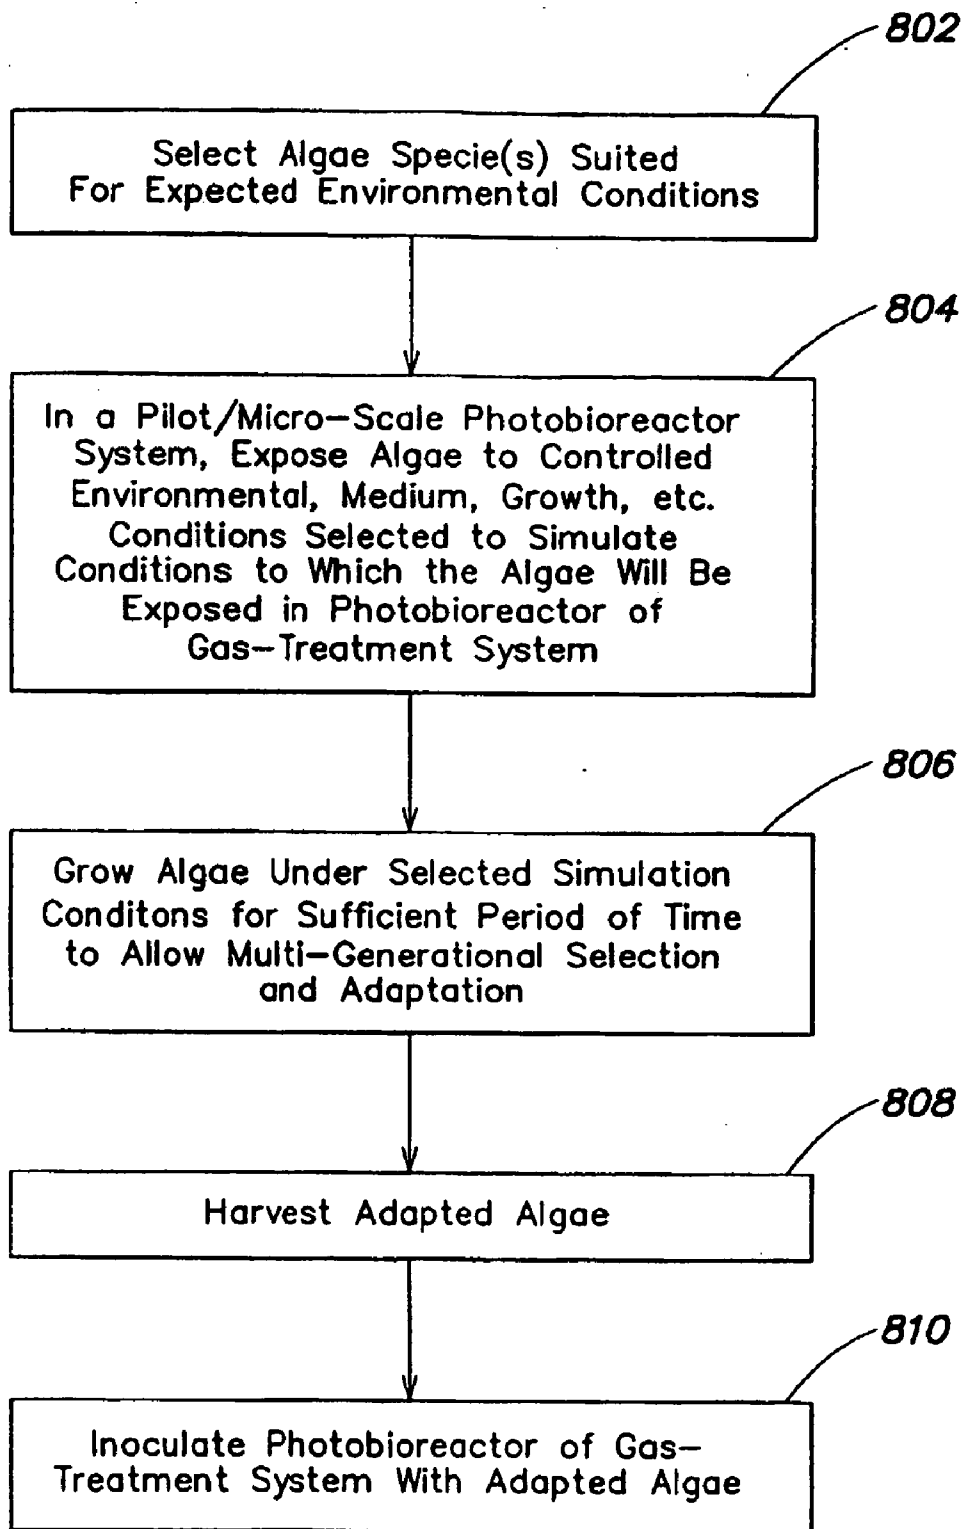 802
Select Algae Specie(s) Suited
For Expected Environmental Conditions
804
In a Pilot/Micro-Scale Photobioreactor
System, Expose Algae to Controlled
Environmental, Medium, Growth, etc.
Conditions Selected to Simulate
Conditions to Which the Algae Will Be
Exposed in Photobioreactor of
Gas-Treatment System
806
Grow Algae Under Selected Simulation
Conditons for Sufficient Period of Time
to Allow Multi-Generational Selection
and Adaptation
808
Harvest Adapted Algae
810
Inoculate Photobioreactor of Gas-
Treatment System With Adapted Algae